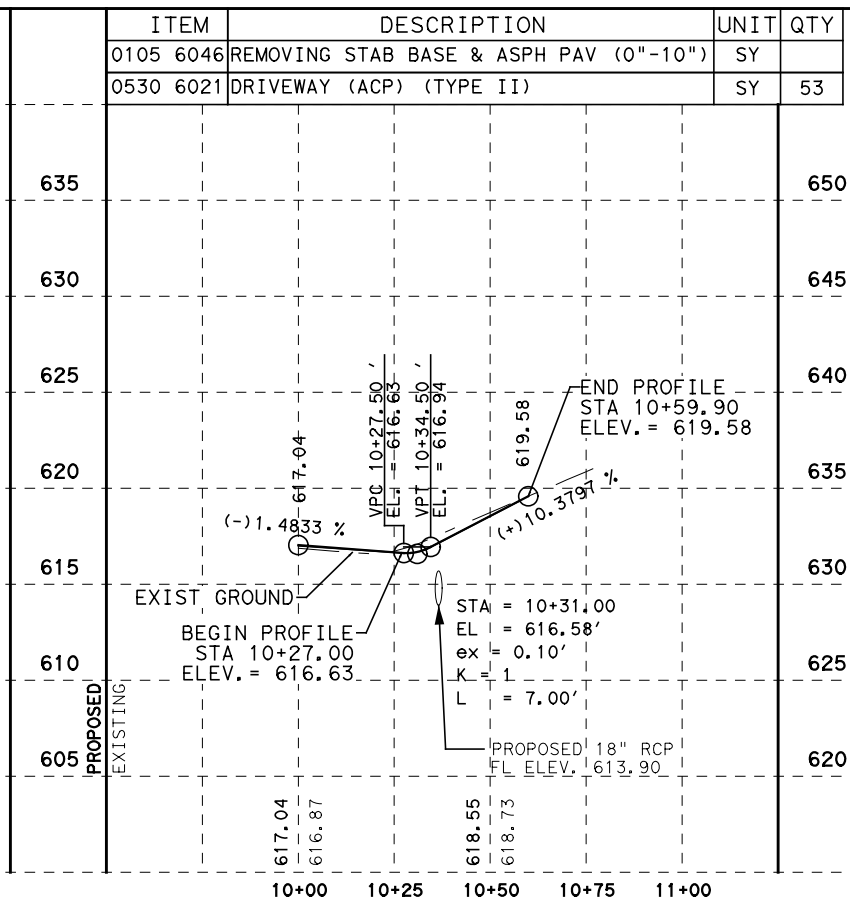 ITEM DESCRIPTION UNIT QTY
0105 6046 REMOVING STAB BASE & ASPH PAV (0"-10") SY
0530 6021 DRIVEWAY (ACP) (TYPE II) SY 53
635 650
630 645
625 640
620 635
615 630
610 625
605 620
617.04
VPC 10+27.50 '
EL. = 616.63
VPT 10+34.50 '
EL. = 616.94
619.58
END PROFILE
STA 10+59.90
ELEV. = 619.58
(-)1.4833 %
(+)10.3797 %
EXIST GROUND
BEGIN PROFILE
STA 10+27.00
ELEV. = 616.63
STA = 10+31.00
EL = 616.58'
ex = 0.10'
K = 1
L = 7.00'
PROPOSED 18" RCP
FL ELEV. 613.90
PROPOSED
EXISTING
617.04
616.87
618.55
618.73
10+00 10+25 10+50 10+75 11+00